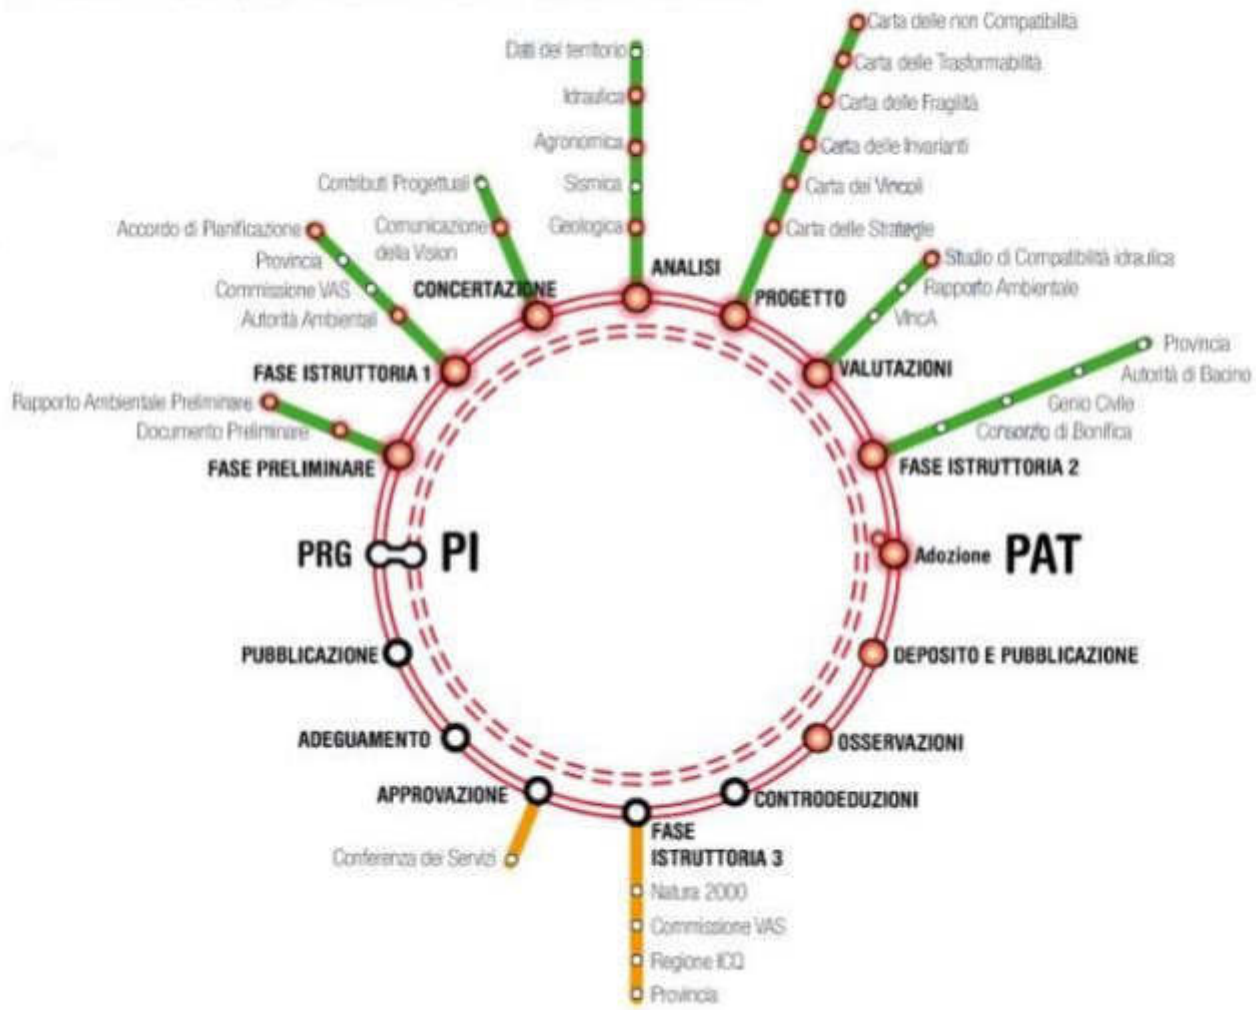 Carta delle non Compatibilità
Carta delle Trasformabilità
Carta delle Fragilità
Carta delle Invarianti
Carta dei Vincoli
Carta delle Strategie
Dati del territorio
Idraulica
Agronomica
Sismica
Geologica
Contributi Progettuali
Comunicazione
della Vision
Accordo di Planificazione
Provincia
Commissione VAS
Autorità Ambientali
CONCERTAZIONE
ANALISI
PROGETTO
Studio di Compatibilità idraulica
Rapporto Ambientale
VIncA
VALUTAZIONI
FASE ISTRUTTORIA 1
Provincia
Autorità di Bacino
Genio Civile
Consorzio di Bonifica
FASE ISTRUTTORIA 2
Rapporto Ambientale Preliminare
Documento Preliminare
FASE PRELIMINARE
PRG
PI
Adozione
PAT
PUBBLICAZIONE
DEPOSITO E PUBBLICAZIONE
ADEGUAMENTO
OSSERVAZIONI
APPROVAZIONE
CONTRODEDUZIONI
FASE
ISTRUTTORIA 3
Conferenza dei Servizi
Natura 2000
Commissione VAS
Regione ICQ
Provincia